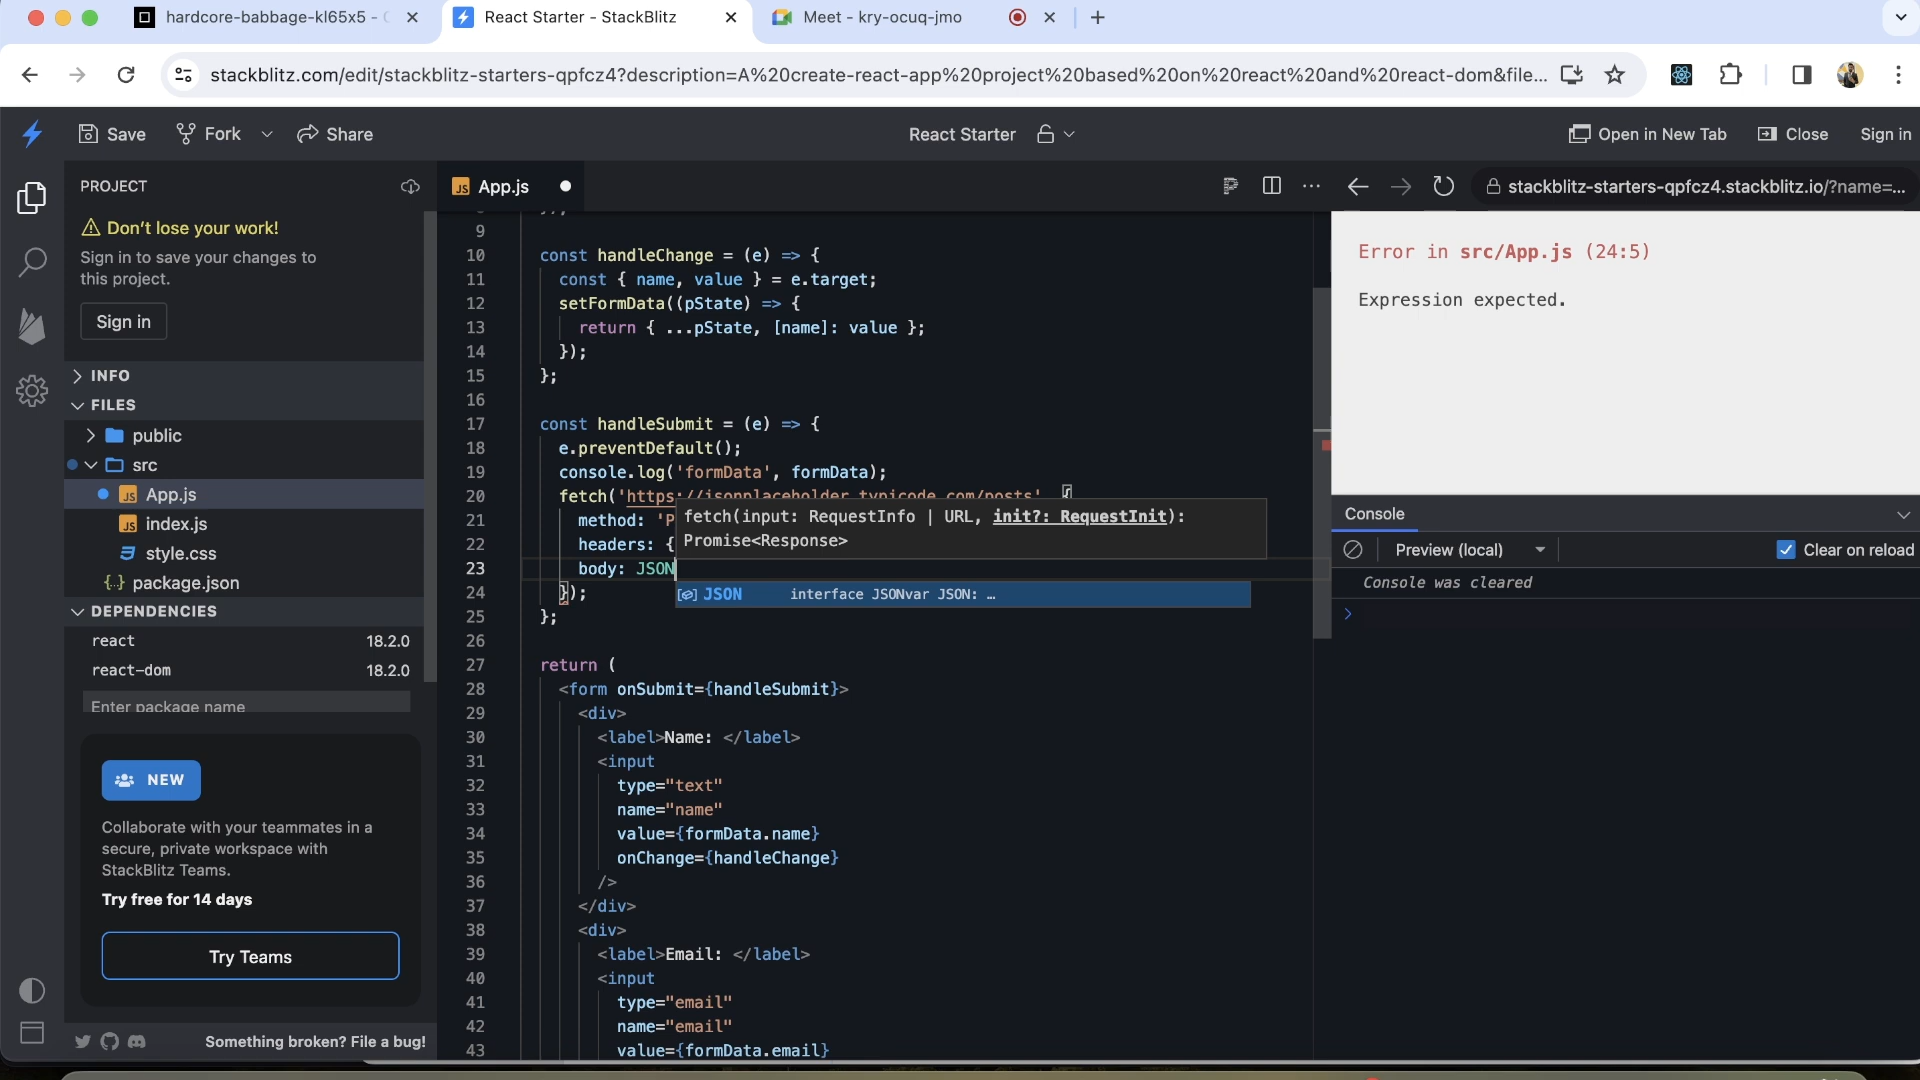 hardcore-babbage-kl65x5 -
React Starter - StackBlitz
Meet - kry-ocuq-jmo
stackblitz.com/edit/stackblitz-starters-qpfcz4?description=A%20create-react-app%20project%20based%20on%20react%20and%20react-dom&file...
Save
Fork
Share
React Starter
Open in New Tab
Close
Sign in
PROJECT
Don't lose your work!
Sign in to save your changes to
this project.
Sign in
INFO
FILES
public
src
JS App.js
JS index.js
style.css
{..} package.json
DEPENDENCIES
react 18.2.0
react-dom 18.2.0
Enter package name
NEW
Collaborate with your teammates in a
secure, private workspace with
StackBlitz Teams.
Try free for 14 days
Try Teams
Something broken? File a bug!
JS App.js
9
10 const handleChange = (e) => {
11 const { name, value } = e.target;
12 setFormData((pState) => {
13 return { ...pState, [name]: value };
14 });
15 };
16
17 const handleSubmit = (e) => {
18 e.preventDefault();
19 console.log('formData', formData);
20 fetch('https://jsonplaceholder.typicode.com/posts', {
21 method: 'P
22 headers: {
23 body: JSON
24 });
25 };
26
27 return (
28 <form onSubmit={handleSubmit}>
29 <div>
30 <label>Name: </label>
31 <input
32 type="text"
33 name="name"
34 value={formData.name}
35 onChange={handleChange}
36 />
37 </div>
38 <div>
39 <label>Email: </label>
40 <input
41 type="email"
42 name="email"
43 value={formData.email}
fetch(input: RequestInfo | URL, init?: RequestInit):
Promise<Response>
JSON interface JSONvar JSON: …
stackblitz-starters-qpfcz4.stackblitz.io/?name=...
Error in src/App.js (24:5)
Expression expected.
Console
Preview (local)
Clear on reload
Console was cleared